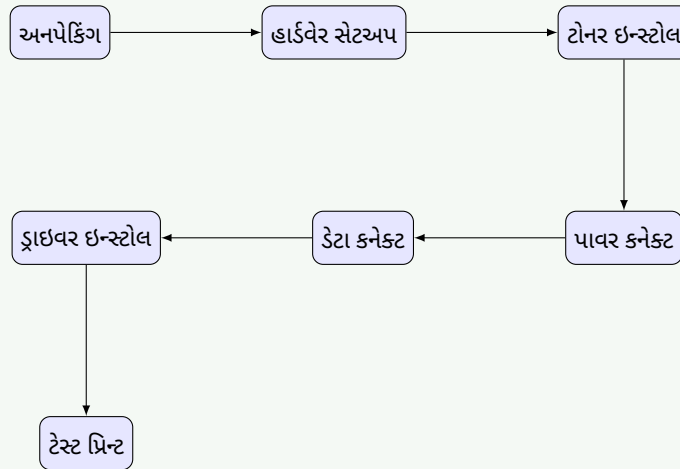 અનપેકિંગ
હાર્ડવેર સેટઅપ
ટોનર ઇન્સ્ટોલ
પાવર કનેક્ટ
ડેટા કનેક્ટ
ડ્રાઇવર ઇન્સ્ટોલ
ટેસ્ટ પ્રિન્ટ